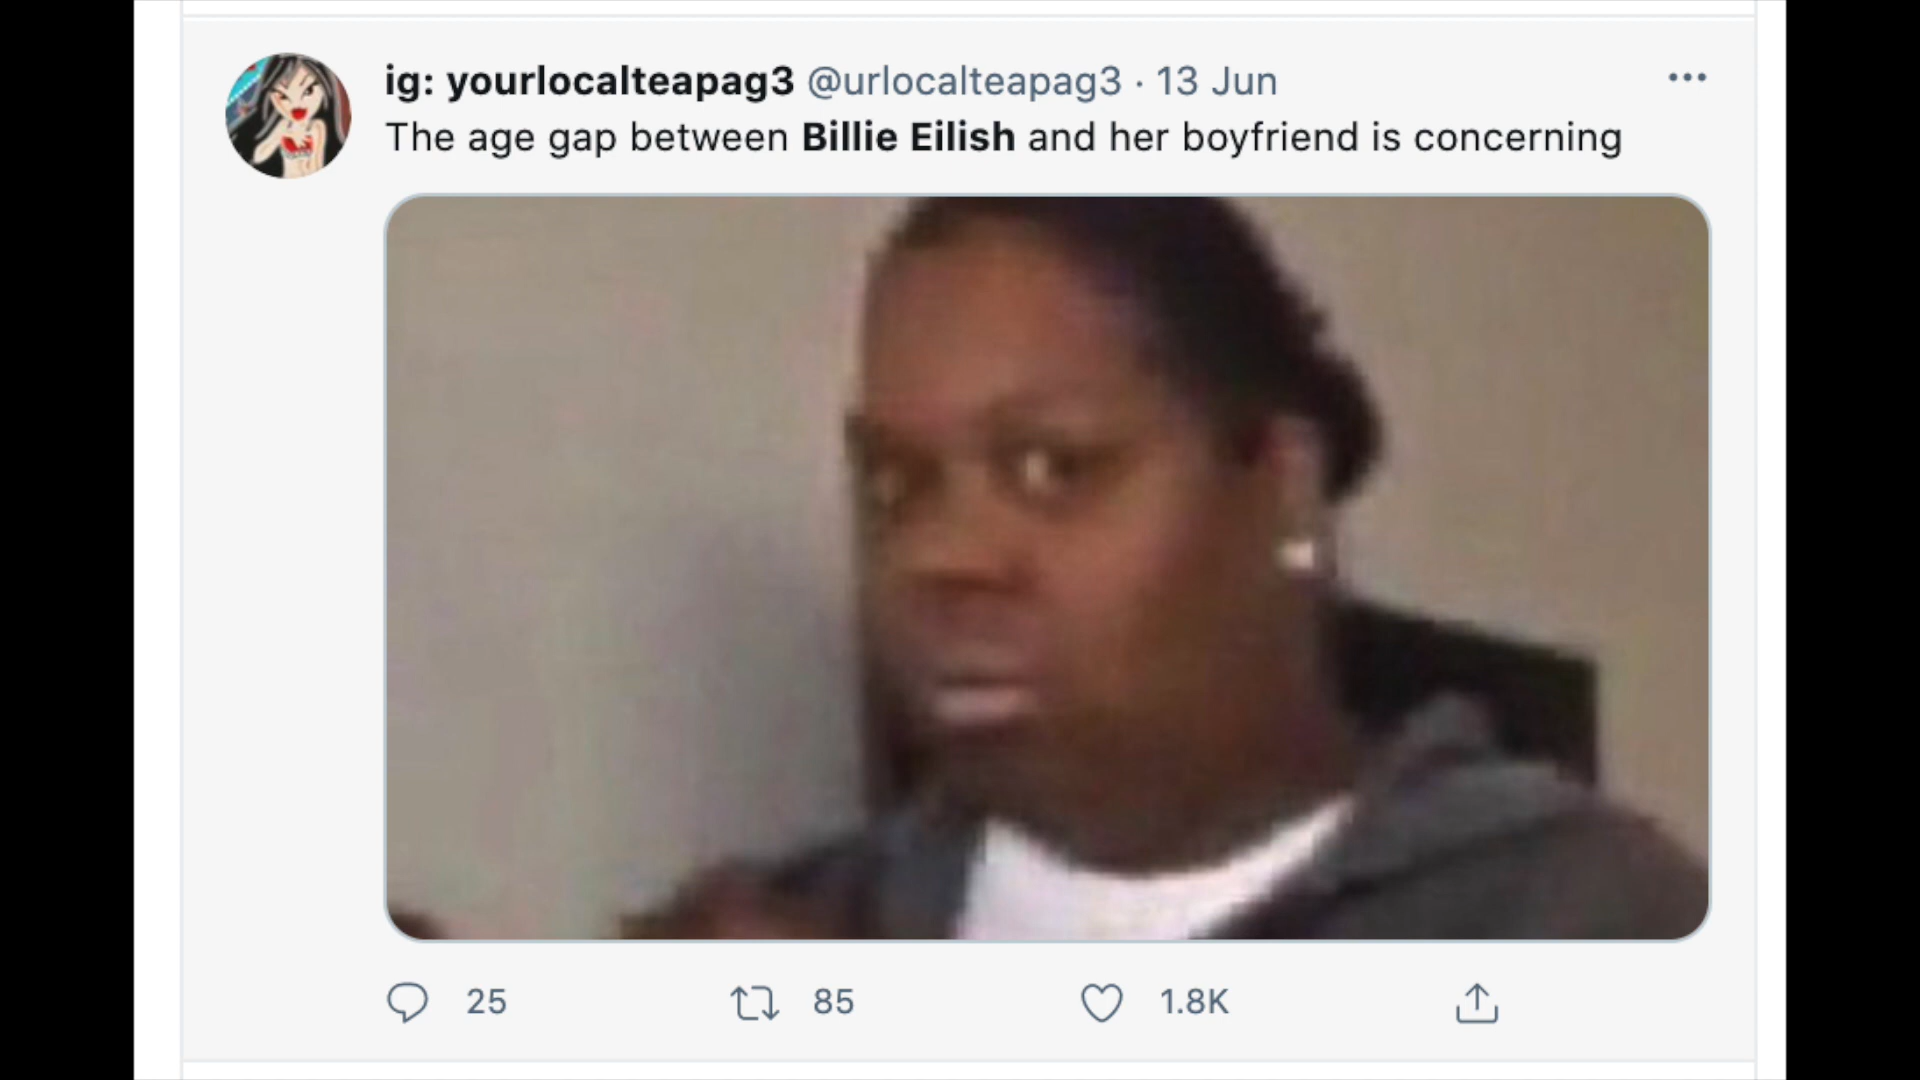 ig: yourlocalteapag3 @urlocalteapag3 · 13 Jun
The age gap between Billie Eilish and her boyfriend is concerning
25 85 1.8K